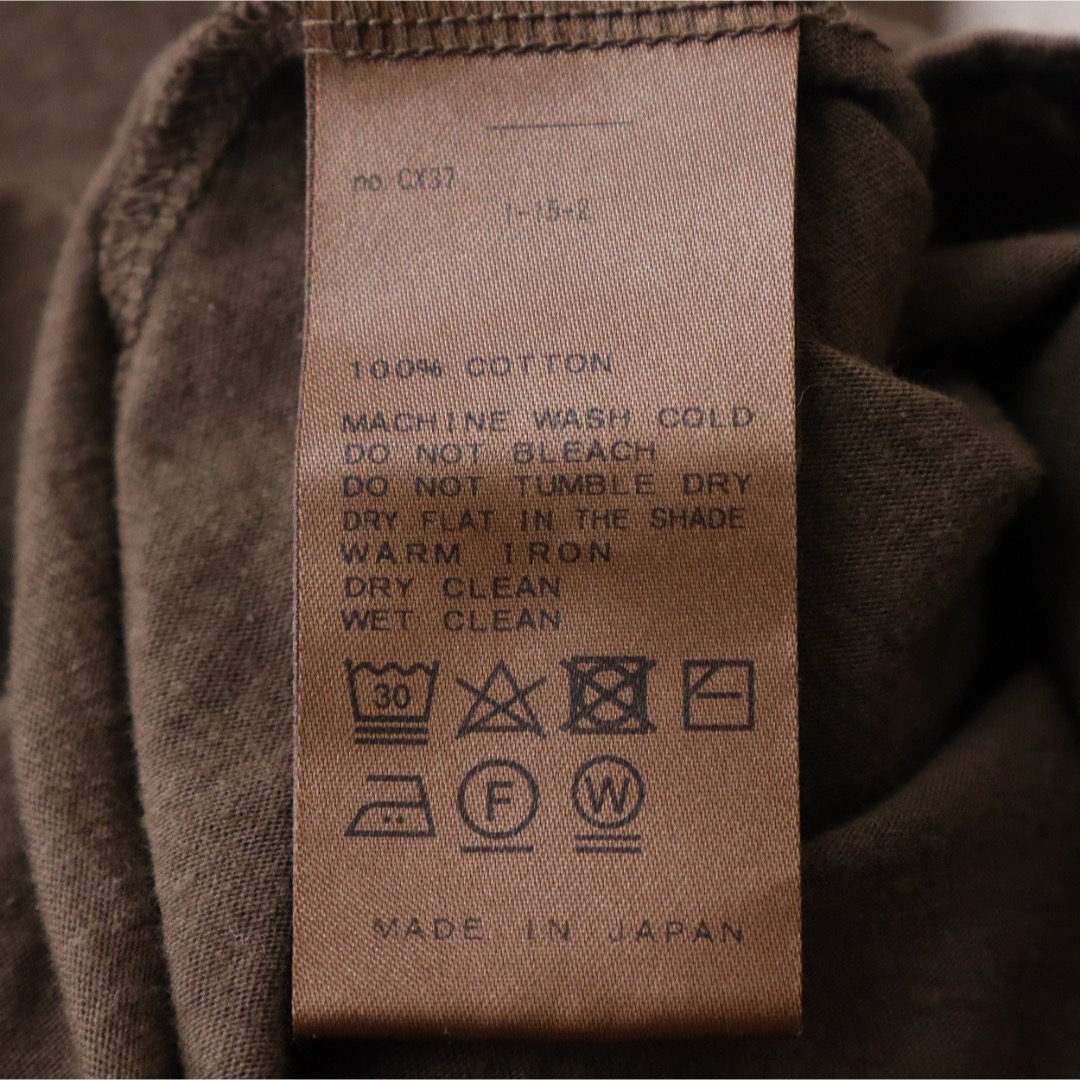 no CX37
1-15-2
100% COTTON
MACHINE WASH COLD
DO NOT BLEACH
DO NOT TUMBLE DRY
DRY FLAT IN THE SHADE
WARM IRON
DRY CLEAN
WET CLEAN
30
F W
MADE IN JAPAN